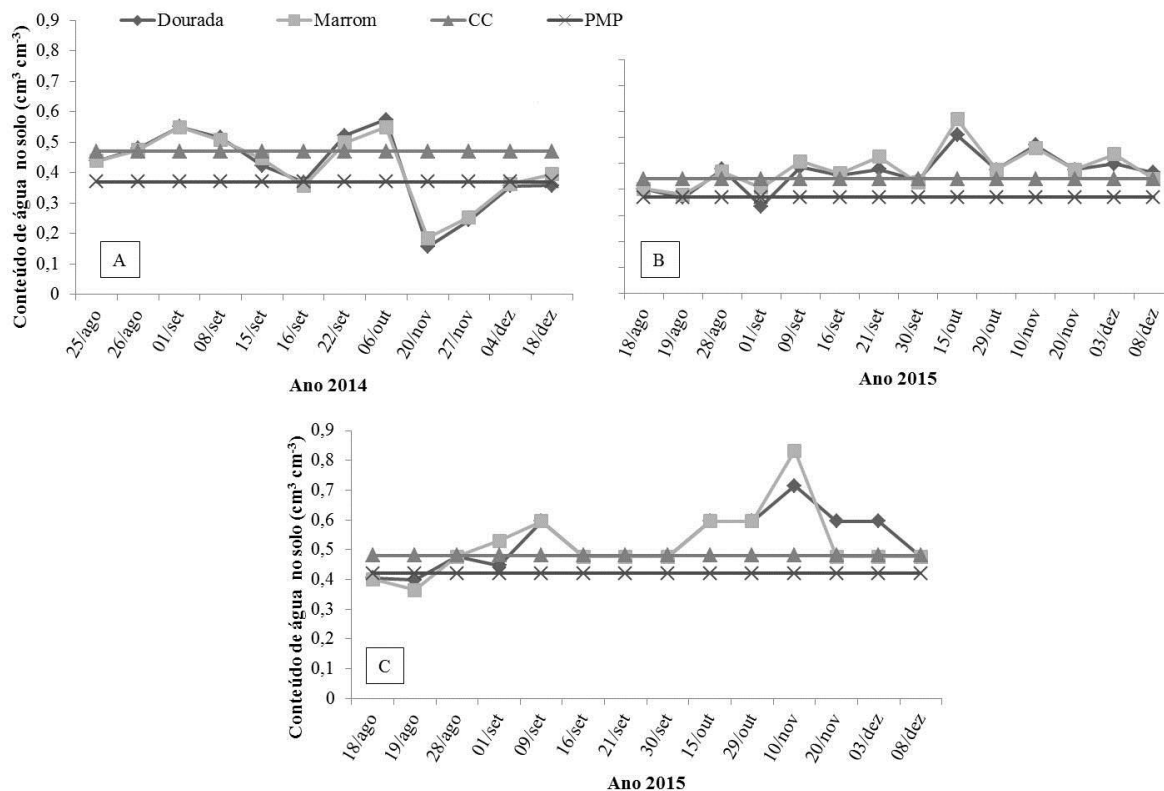 Dourada Marrom CC PMP
Conteúdo de água no solo (cm³ cm⁻³)
0,9
0,8
0,7
0,6
0,5
0,4
0,3
0,2
0,1
0
A
25/ago 26/ago 01/set 08/set 15/set 16/set 22/set 06/out 20/nov 27/nov 04/dez 18/dez
Ano 2014
B
18/ago 19/ago 28/ago 01/set 09/set 16/set 21/set 30/set 15/out 29/out 10/nov 20/nov 03/dez 08/dez
Ano 2015
Conteúdo de água no solo (cm³ cm⁻³)
0,9
0,8
0,7
0,6
0,5
0,4
0,3
0,2
0,1
0
C
18/ago 19/ago 28/ago 01/set 09/set 16/set 21/set 30/set 15/out 29/out 10/nov 20/nov 03/dez 08/dez
Ano 2015